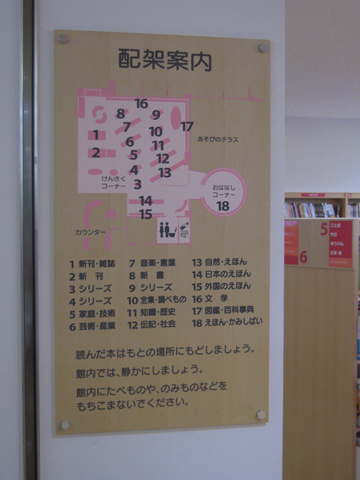 配架案内
16
8 9
7 17
1 10
6 11
2 5 12
4 13
3
14
15
18
あそびのテラス
けんさく
コーナー
おはなし
コーナー
カウンター
1 新刊・雑誌
2 新刊
3 シリーズ
4 シリーズ
5 家庭・技術
6 芸術・産業
7 音楽・言葉
8 新書
9 シリーズ
10 全集・調べもの
11 知識・歴史
12 伝記・社会
13 自然・えほん
14 日本のえほん
15 外国のえほん
16 文学
17 図鑑・百科事典
18 えほん・かみしばい
読んだ本はもとの場所にもどしましょう。
館内では、静かにしましょう。
館内にたべものや、のみものなどを
もちこまないでください。
5
6